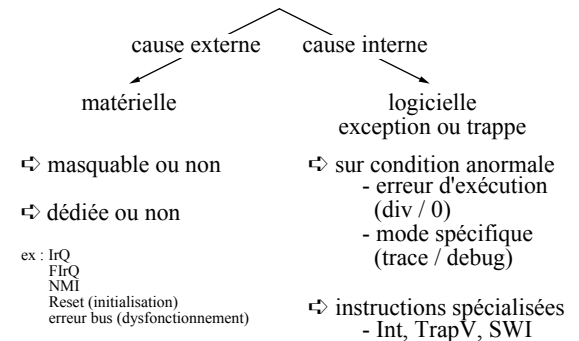 cause externe
cause interne
matérielle
logicielle
exception ou trappe
➪ masquable ou non
➪ dédiée ou non
ex : IrQ
FIrQ
NMI
Reset (initialisation)
erreur bus (dysfonctionnement)
➪ sur condition anormale
- erreur d'exécution
(div / 0)
- mode spécifique
(trace / debug)
➪ instructions spécialisées
- Int, TrapV, SWI